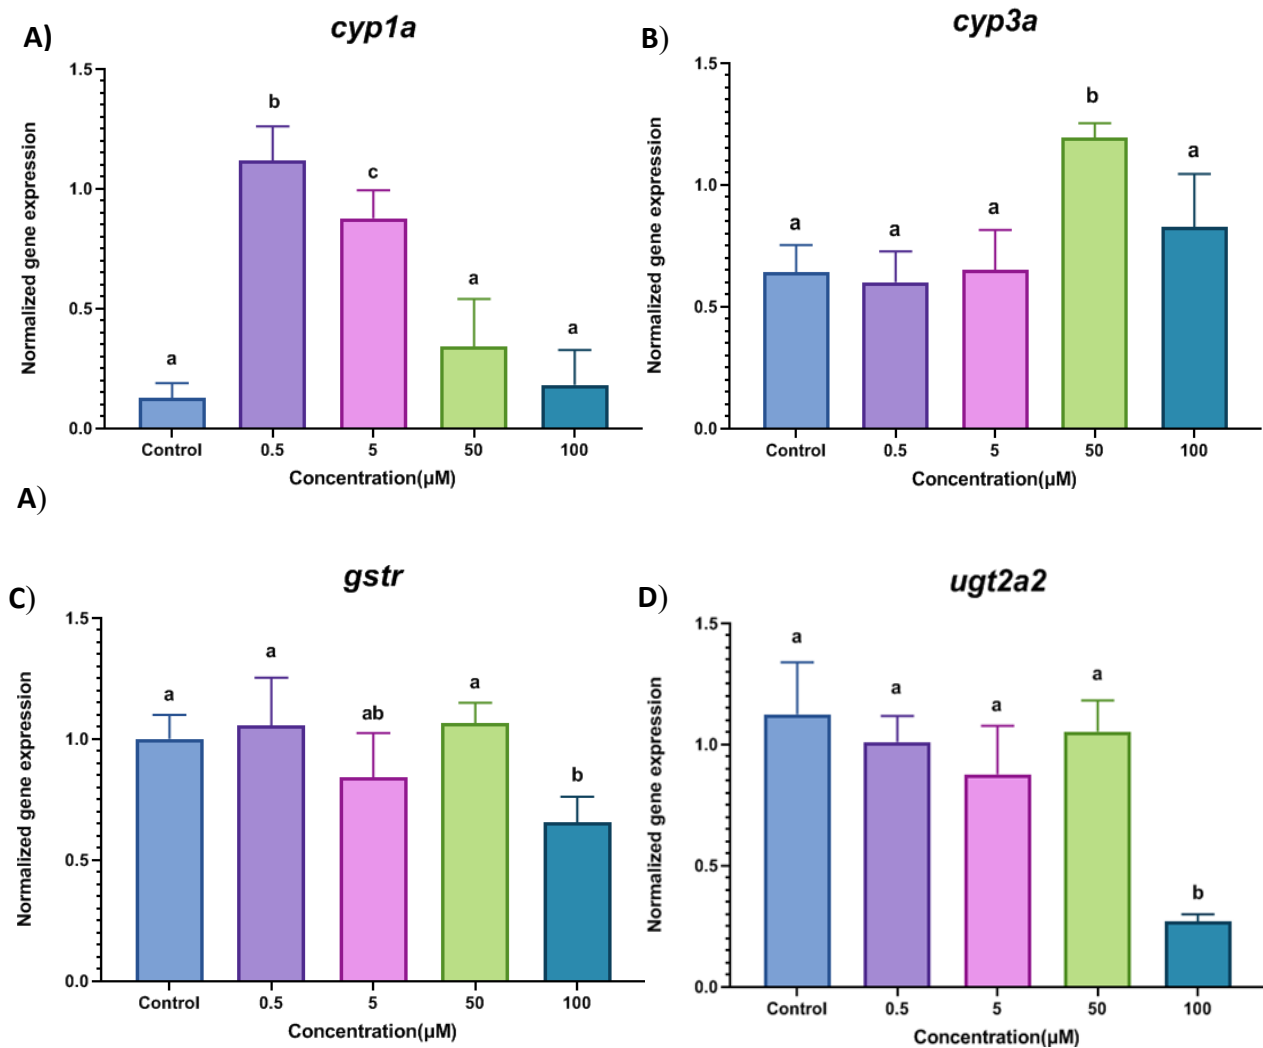 A)
cyp1a
Normalized gene expression
1.5
1.0
0.5
0.0
a
b
c
a
a
Control 0.5 5 50 100
Concentration(µM)
B)
cyp3a
Normalized gene expression
1.5
1.0
0.5
0.0
a
a
a
b
a
Control 0.5 5 50 100
Concentration(µM)
A)
C)
gstr
Normalized gene expression
1.5
1.0
0.5
0.0
a
a
ab
a
b
Control 0.5 5 50 100
Concentration(µM)
D)
ugt2a2
Normalized gene expression
1.5
1.0
0.5
0.0
a
a
a
a
b
Control 0.5 5 50 100
Concentration(µM)